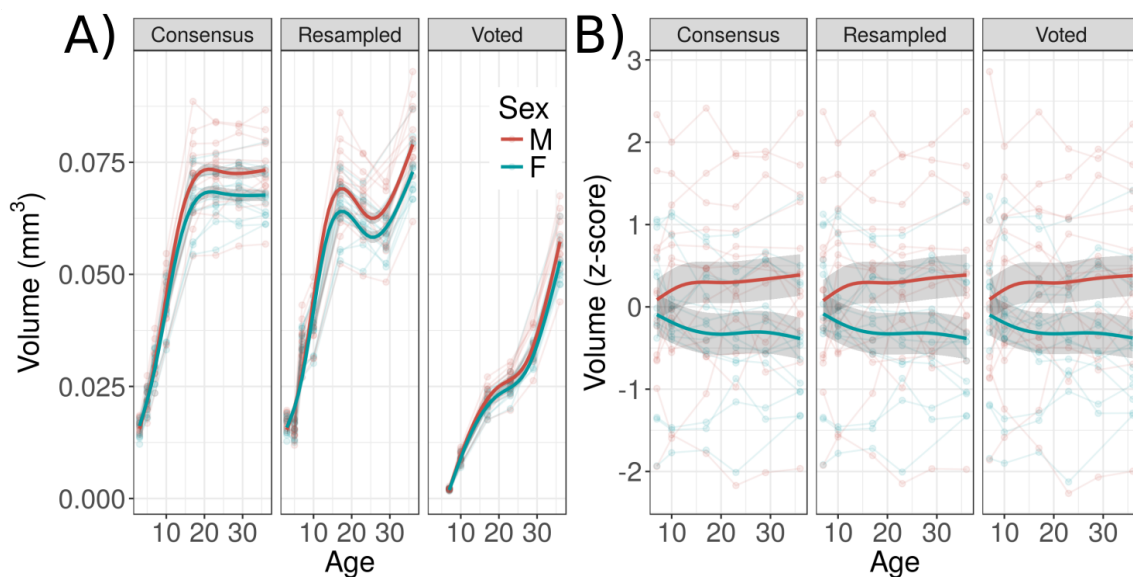 A)
Consensus Resampled Voted
Sex
M
F
Volume (mm³)
0.075
0.050
0.025
0.000
10 20 30 10 20 30 10 20 30
Age
B)
Consensus Resampled Voted
Volume (z-score)
3
2
1
0
-1
-2
10 20 30 10 20 30 10 20 30
Age